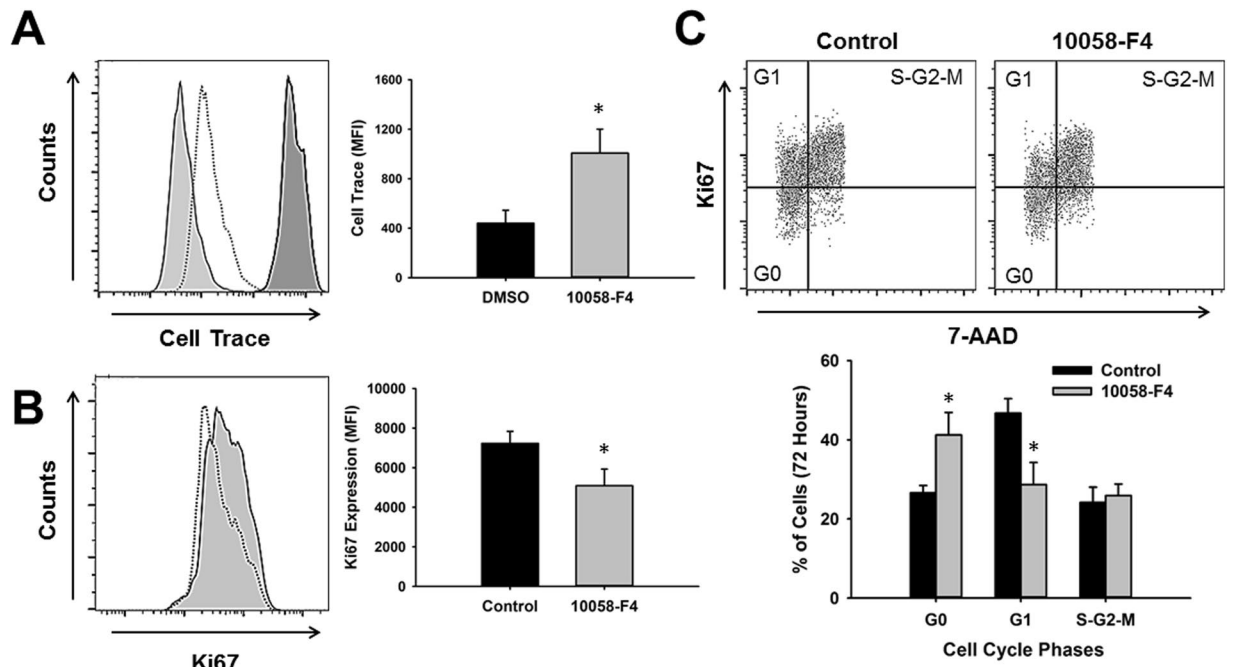 A
Counts
Cell Trace
1600
1200
800
400
0
Cell Trace (MFI)
*
DMSO
10058-F4
B
Counts
Ki67
10000
8000
6000
4000
2000
0
Ki67 Expression (MFI)
*
Control
10058-F4
C
Control
10058-F4
G1
S-G2-M
G0
G1
S-G2-M
G0
Ki67
7-AAD
60
40
20
0
% of Cells (72 Hours)
Control
10058-F4
*
*
G0
G1
S-G2-M
Cell Cycle Phases